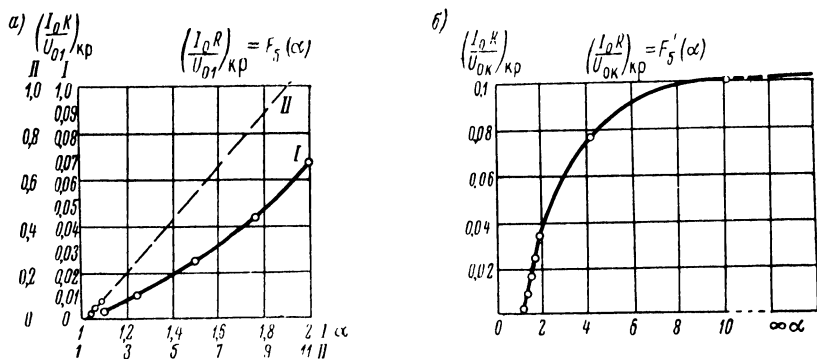 а) (I₀R/U₀₁)кр (I₀R/U₀₁)кр = F₅(α)
II I
1,0 1,0
0,09
0,8 0,08
0,07
0,6 0,06
0,05
0,4 0,04
0,03
0,2 0,02
0,01
0 0
II
I
1 1,2 1,4 1,6 1,8 2 I α
1 3 5 7 9 11 II
б) (I₀R/U₀к)кр (I₀R/U₀к)кр = F₅′(α)
0.1
0,08
0.06
0,04
0,02
0 2 4 6 8 10 ∞ α